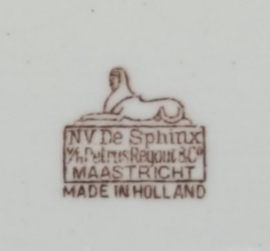 NV De Sphinx
v/h Petrus Regout & Co
MAASTRICHT
MADE IN HOLLAND